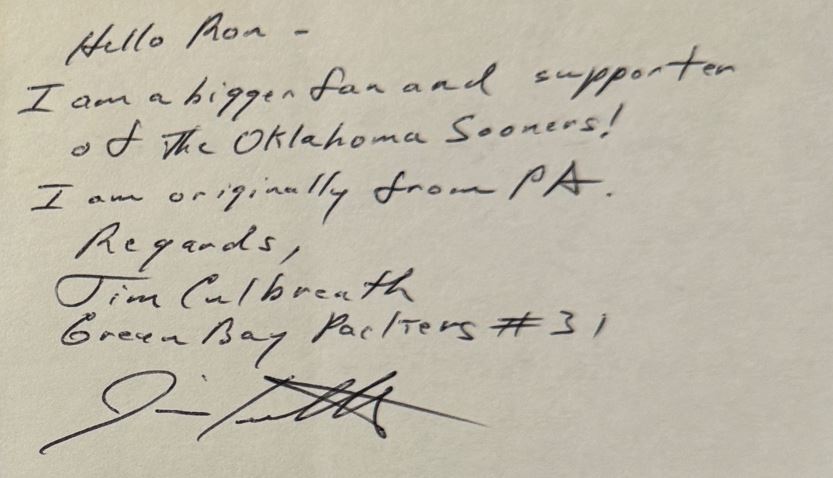 Hello Ron -
I am a bigger fan and supporter
of the Oklahoma Sooners!
I am originally from PA.
Regards,
Jim Culbreath
Green Bay Packers #31